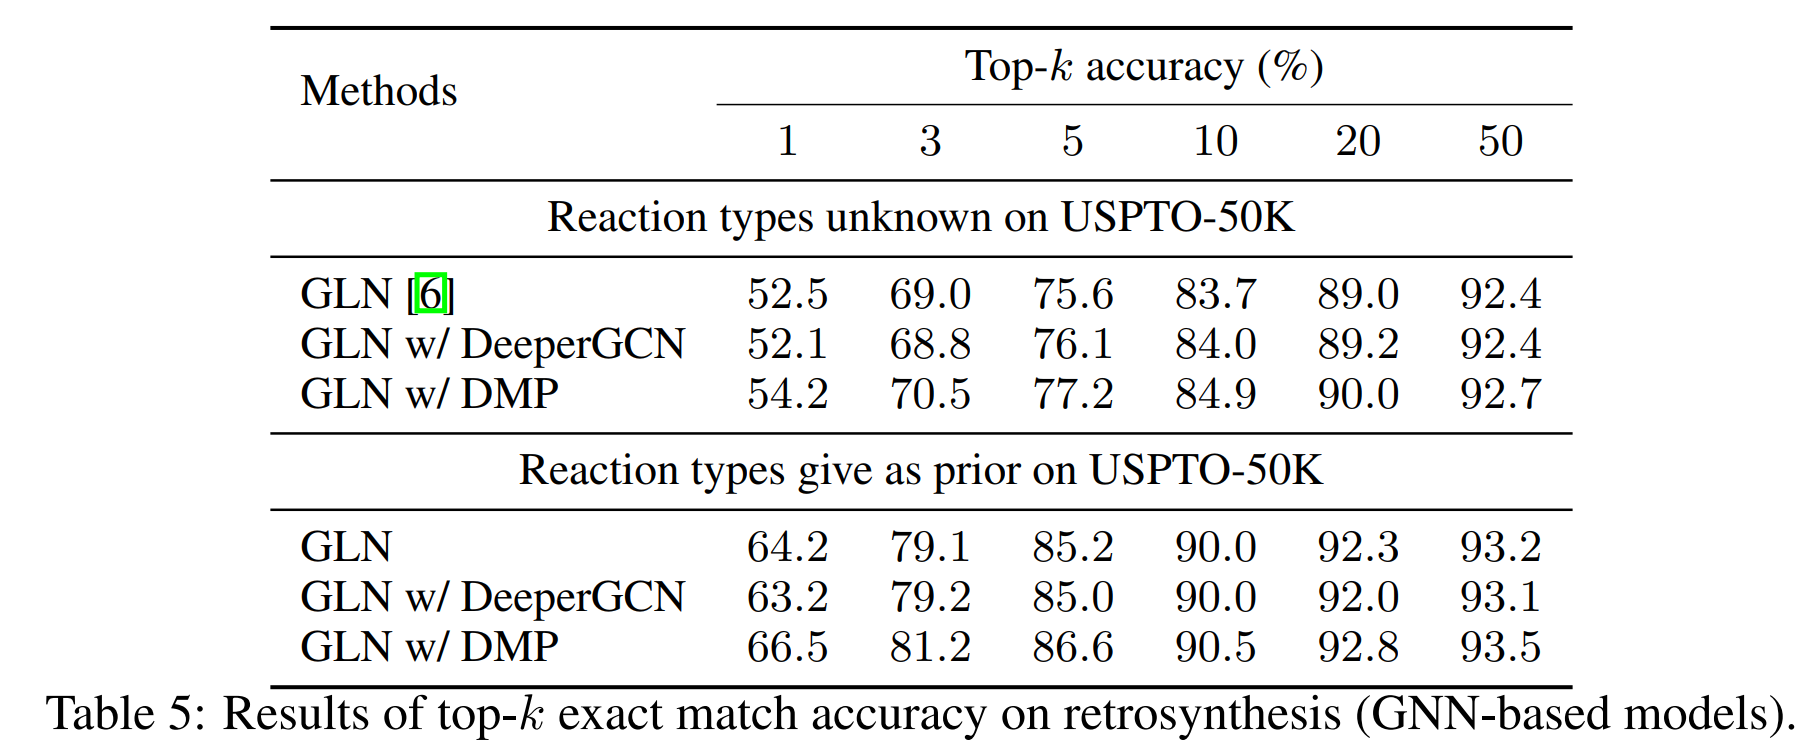 Methods Top-k accuracy (%)
1 3 5 10 20 50
Reaction types unknown on USPTO-50K
GLN [6] 52.5 69.0 75.6 83.7 89.0 92.4
GLN w/ DeeperGCN 52.1 68.8 76.1 84.0 89.2 92.4
GLN w/ DMP 54.2 70.5 77.2 84.9 90.0 92.7
Reaction types give as prior on USPTO-50K
GLN 64.2 79.1 85.2 90.0 92.3 93.2
GLN w/ DeeperGCN 63.2 79.2 85.0 90.0 92.0 93.1
GLN w/ DMP 66.5 81.2 86.6 90.5 92.8 93.5
Table 5: Results of top-k exact match accuracy on retrosynthesis (GNN-based models).